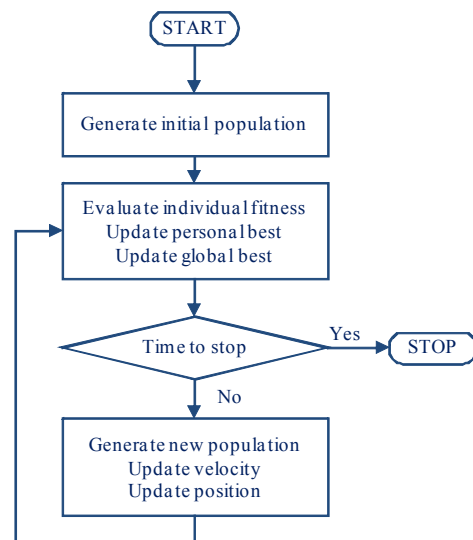 START
Generate initial population
Evaluate individual fitness
Update personal best
Update global best
Time to stop
Yes
STOP
No
Generate new population
Update velocity
Update position